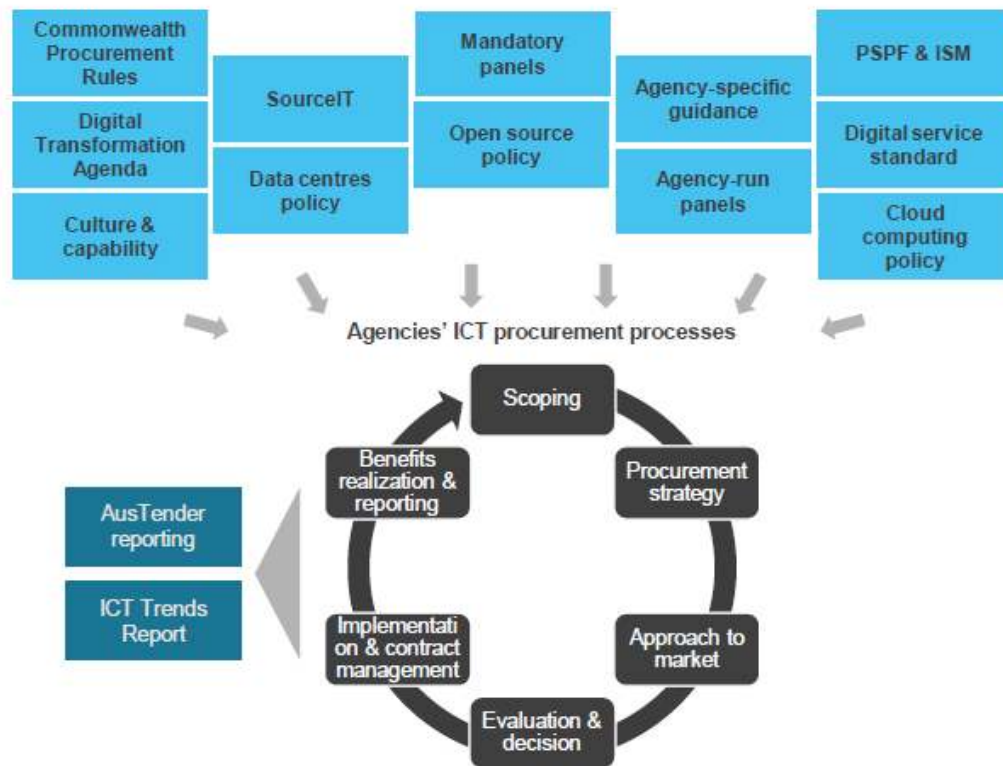 Commonwealth
Procurement
Rules
Digital
Transformation
Agenda
Culture &
capability
SourceIT
Data centres
policy
Mandatory
panels
Open source
policy
Agency-specific
guidance
Agency-run
panels
PSPF & ISM
Digital service
standard
Cloud
computing
policy
Agencies' ICT procurement processes
Scoping
Procurement
strategy
Approach to
market
Evaluation &
decision
Implementati
on & contract
management
Benefits
realization &
reporting
AusTender
reporting
ICT Trends
Report